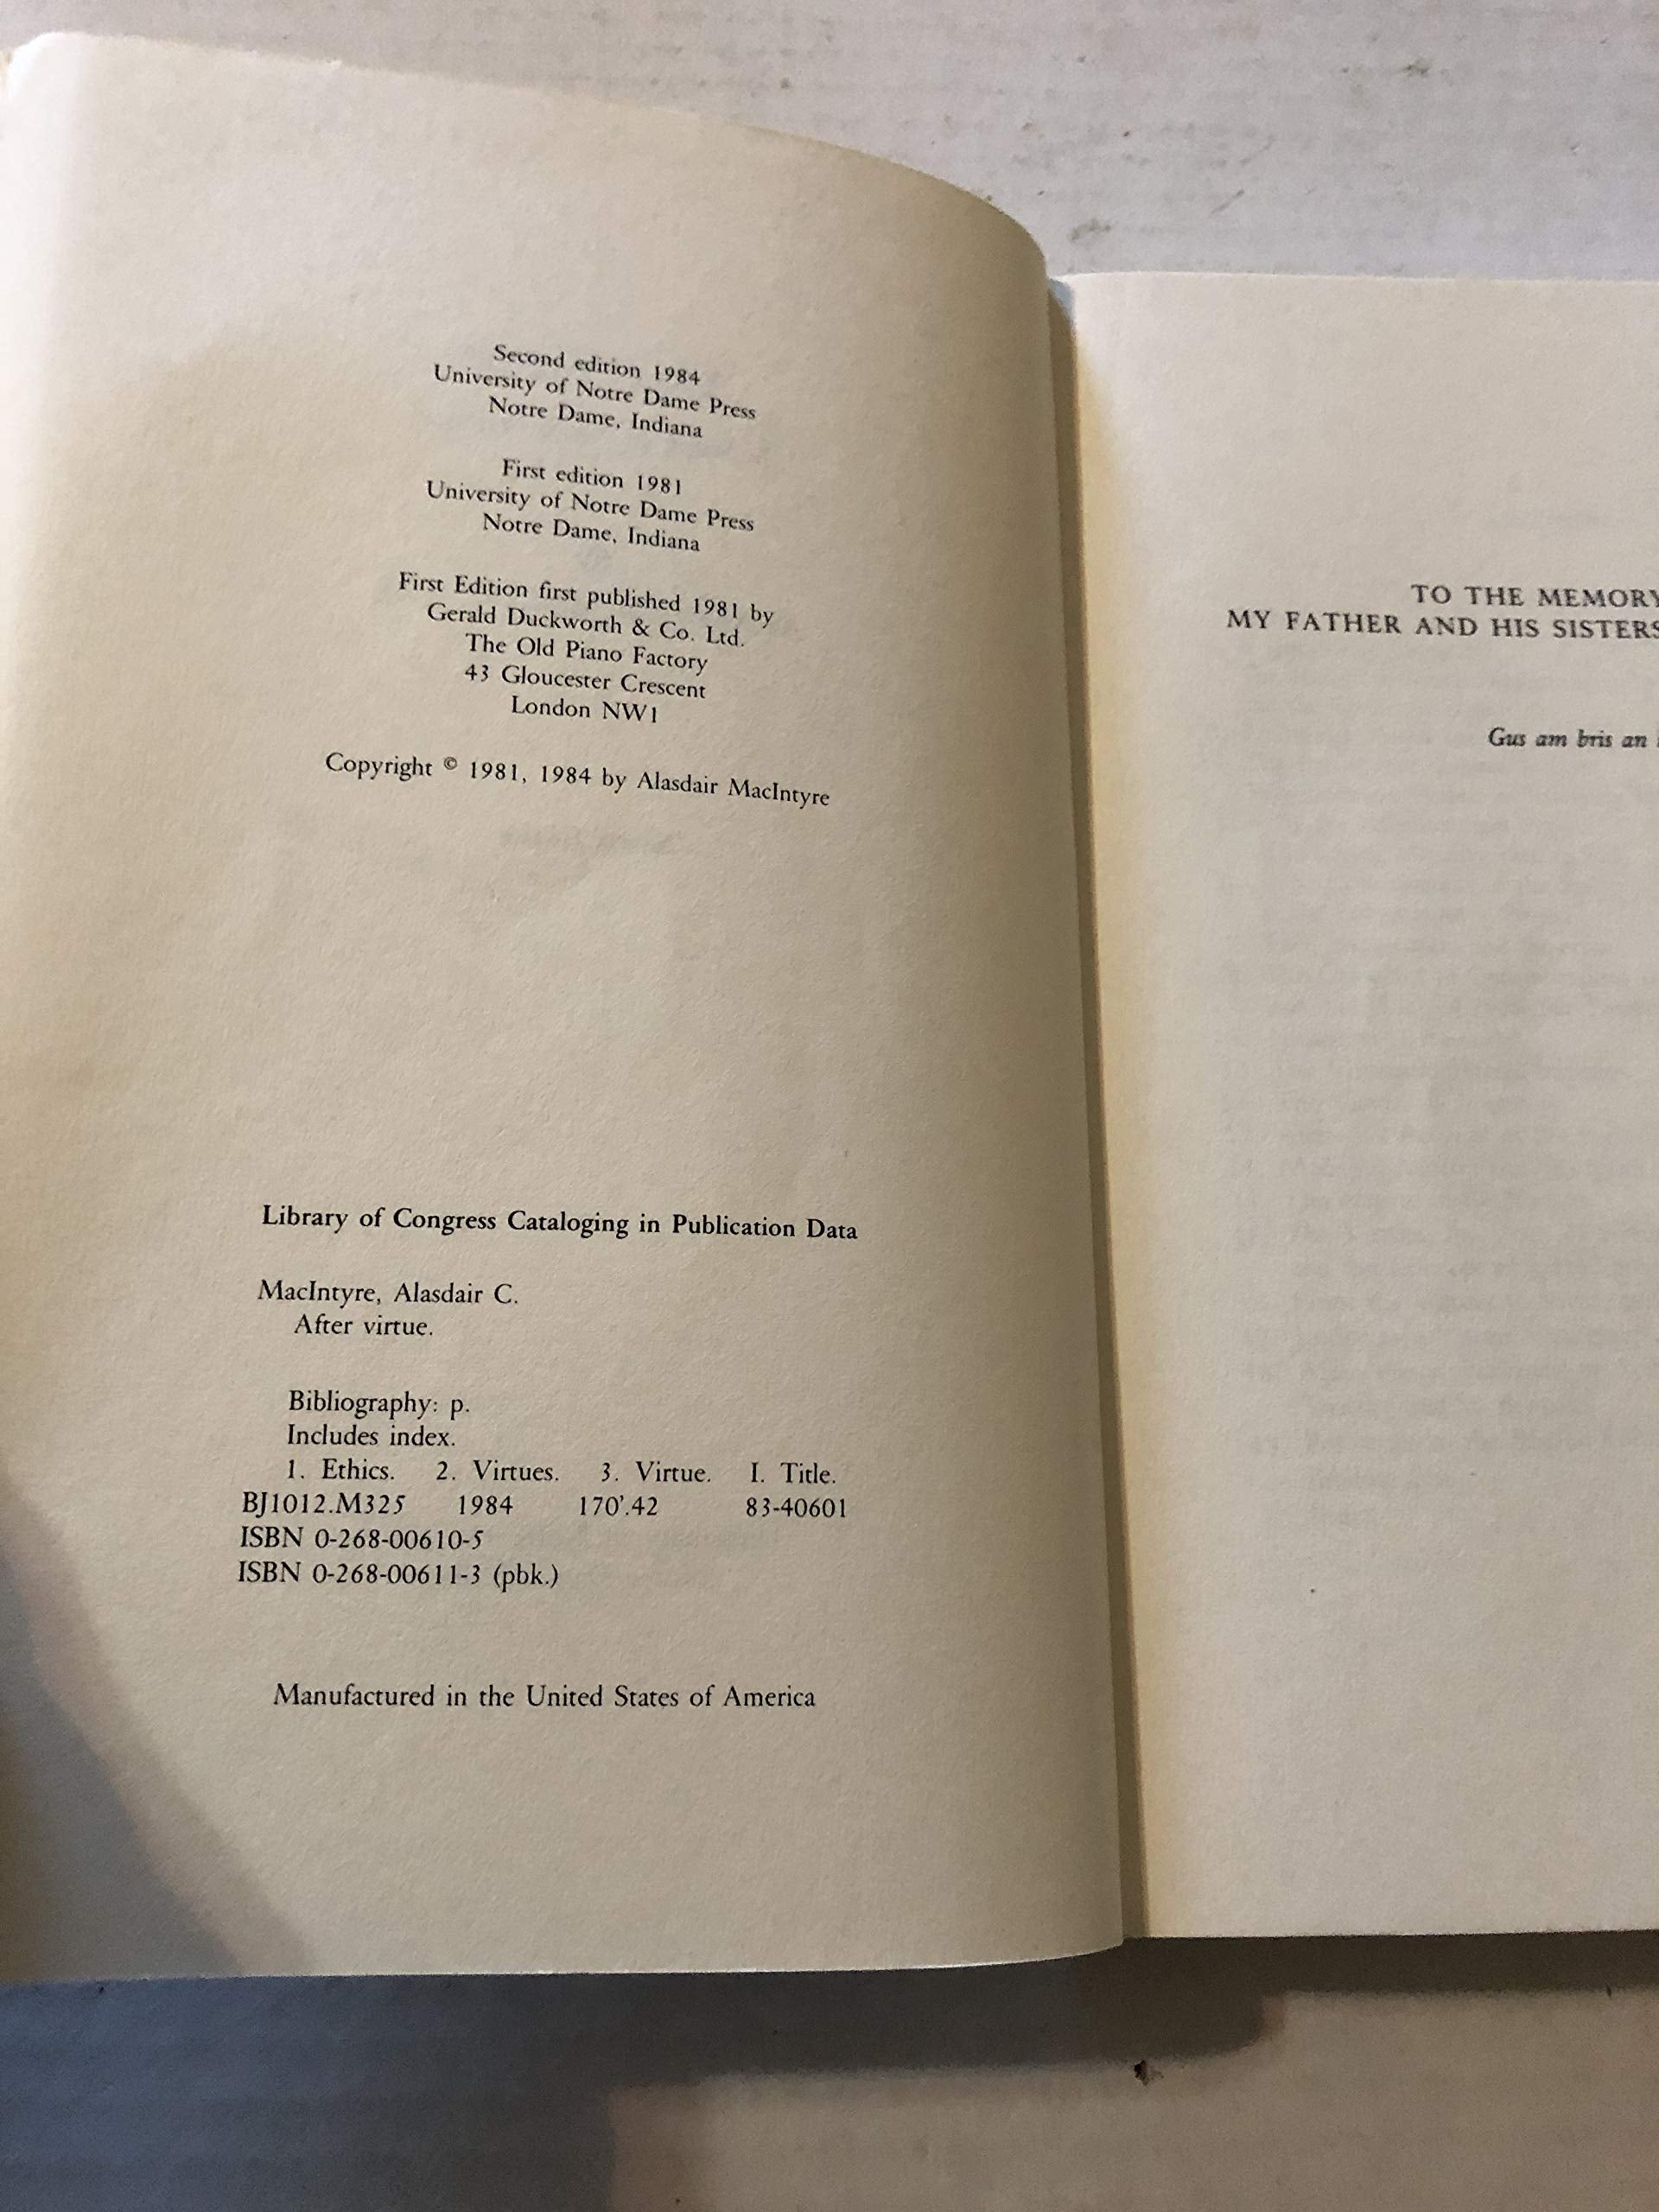 Second edition 1984
University of Notre Dame Press
Notre Dame, Indiana
First edition 1981
University of Notre Dame Press
Notre Dame, Indiana
First Edition first published 1981 by
Gerald Duckworth & Co. Ltd.
The Old Piano Factory
43 Gloucester Crescent
London NW1
Copyright © 1981, 1984 by Alasdair MacIntyre
Library of Congress Cataloging in Publication Data
MacIntyre, Alasdair C.
After virtue.
Bibliography: p.
Includes index.
1. Ethics. 2. Virtues. 3. Virtue. I. Title.
BJ1012.M325 1984 170'.42 83-40601
ISBN 0-268-00610-5
ISBN 0-268-00611-3 (pbk.)
Manufactured in the United States of America
TO THE MEMORY
MY FATHER AND HIS SISTERS
Gus am bris an